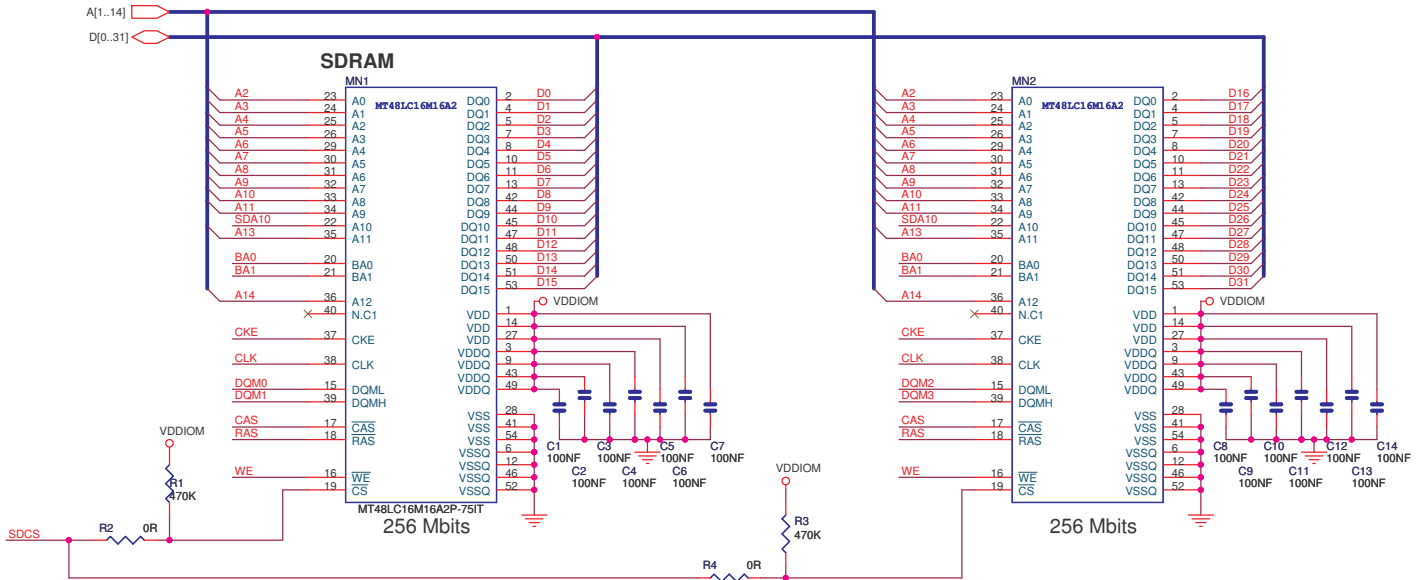 A[1..14]
D[0..31]
SDRAM
MN1
MT48LC16M16A2
A2 23 A0 DQ0 2 D0
A3 24 A1 DQ1 4 D1
A4 25 A2 DQ2 5 D2
A5 26 A3 DQ3 7 D3
A6 29 A4 DQ4 8 D4
A7 30 A5 DQ5 10 D5
A8 31 A6 DQ6 11 D6
A9 32 A7 DQ7 13 D7
A10 33 A8 DQ8 42 D8
A11 34 A9 DQ9 44 D9
SDA10 22 A10 DQ10 45 D10
A13 35 A11 DQ11 47 D11
DQ12 48 D12
BA0 20 BA0 DQ13 50 D13
BA1 21 BA1 DQ14 51 D14
DQ15 53 D15
A14 36 A12 VDDIOM
40 N.C1 VDD 1
VDD 14
CKE 37 CKE VDD 27
VDDQ 3
CLK 38 CLK VDDQ 9
VDDQ 43
DQM0 15 DQML VDDQ 49
DQM1 39 DQMH
VSS 28
CAS 17 CAS VSS 41
RAS 18 RAS VSS 54
VSSQ 6
VSSQ 12
WE 16 WE VSSQ 46
19 CS VSSQ 52
MT48LC16M16A2P-75IT
256 Mbits
C1 C3 C5 C7
100NF 100NF 100NF 100NF
C2 C4 C6
100NF 100NF 100NF
VDDIOM
R1
470K
SDCS
R2 0R
MN2
MT48LC16M16A2
A2 23 A0 DQ0 2 D16
A3 24 A1 DQ1 4 D17
A4 25 A2 DQ2 5 D18
A5 26 A3 DQ3 7 D19
A6 29 A4 DQ4 8 D20
A7 30 A5 DQ5 10 D21
A8 31 A6 DQ6 11 D22
A9 32 A7 DQ7 13 D23
A10 33 A8 DQ8 42 D24
A11 34 A9 DQ9 44 D25
SDA10 22 A10 DQ10 45 D26
A13 35 A11 DQ11 47 D27
DQ12 48 D28
BA0 20 BA0 DQ13 50 D29
BA1 21 BA1 DQ14 51 D30
DQ15 53 D31
A14 36 A12 VDDIOM
40 N.C1 VDD 1
VDD 14
CKE 37 CKE VDD 27
VDDQ 3
CLK 38 CLK VDDQ 9
VDDQ 43
DQM2 15 DQML VDDQ 49
DQM3 39 DQMH
VSS 28
CAS 17 CAS VSS 41
RAS 18 RAS VSS 54
VSSQ 6
VSSQ 12
WE 16 WE VSSQ 46
19 CS VSSQ 52
256 Mbits
C8 C10 C12 C14
100NF 100NF 100NF 100NF
C9 C11 C13
100NF 100NF 100NF
VDDIOM
R3
470K
R4 0R